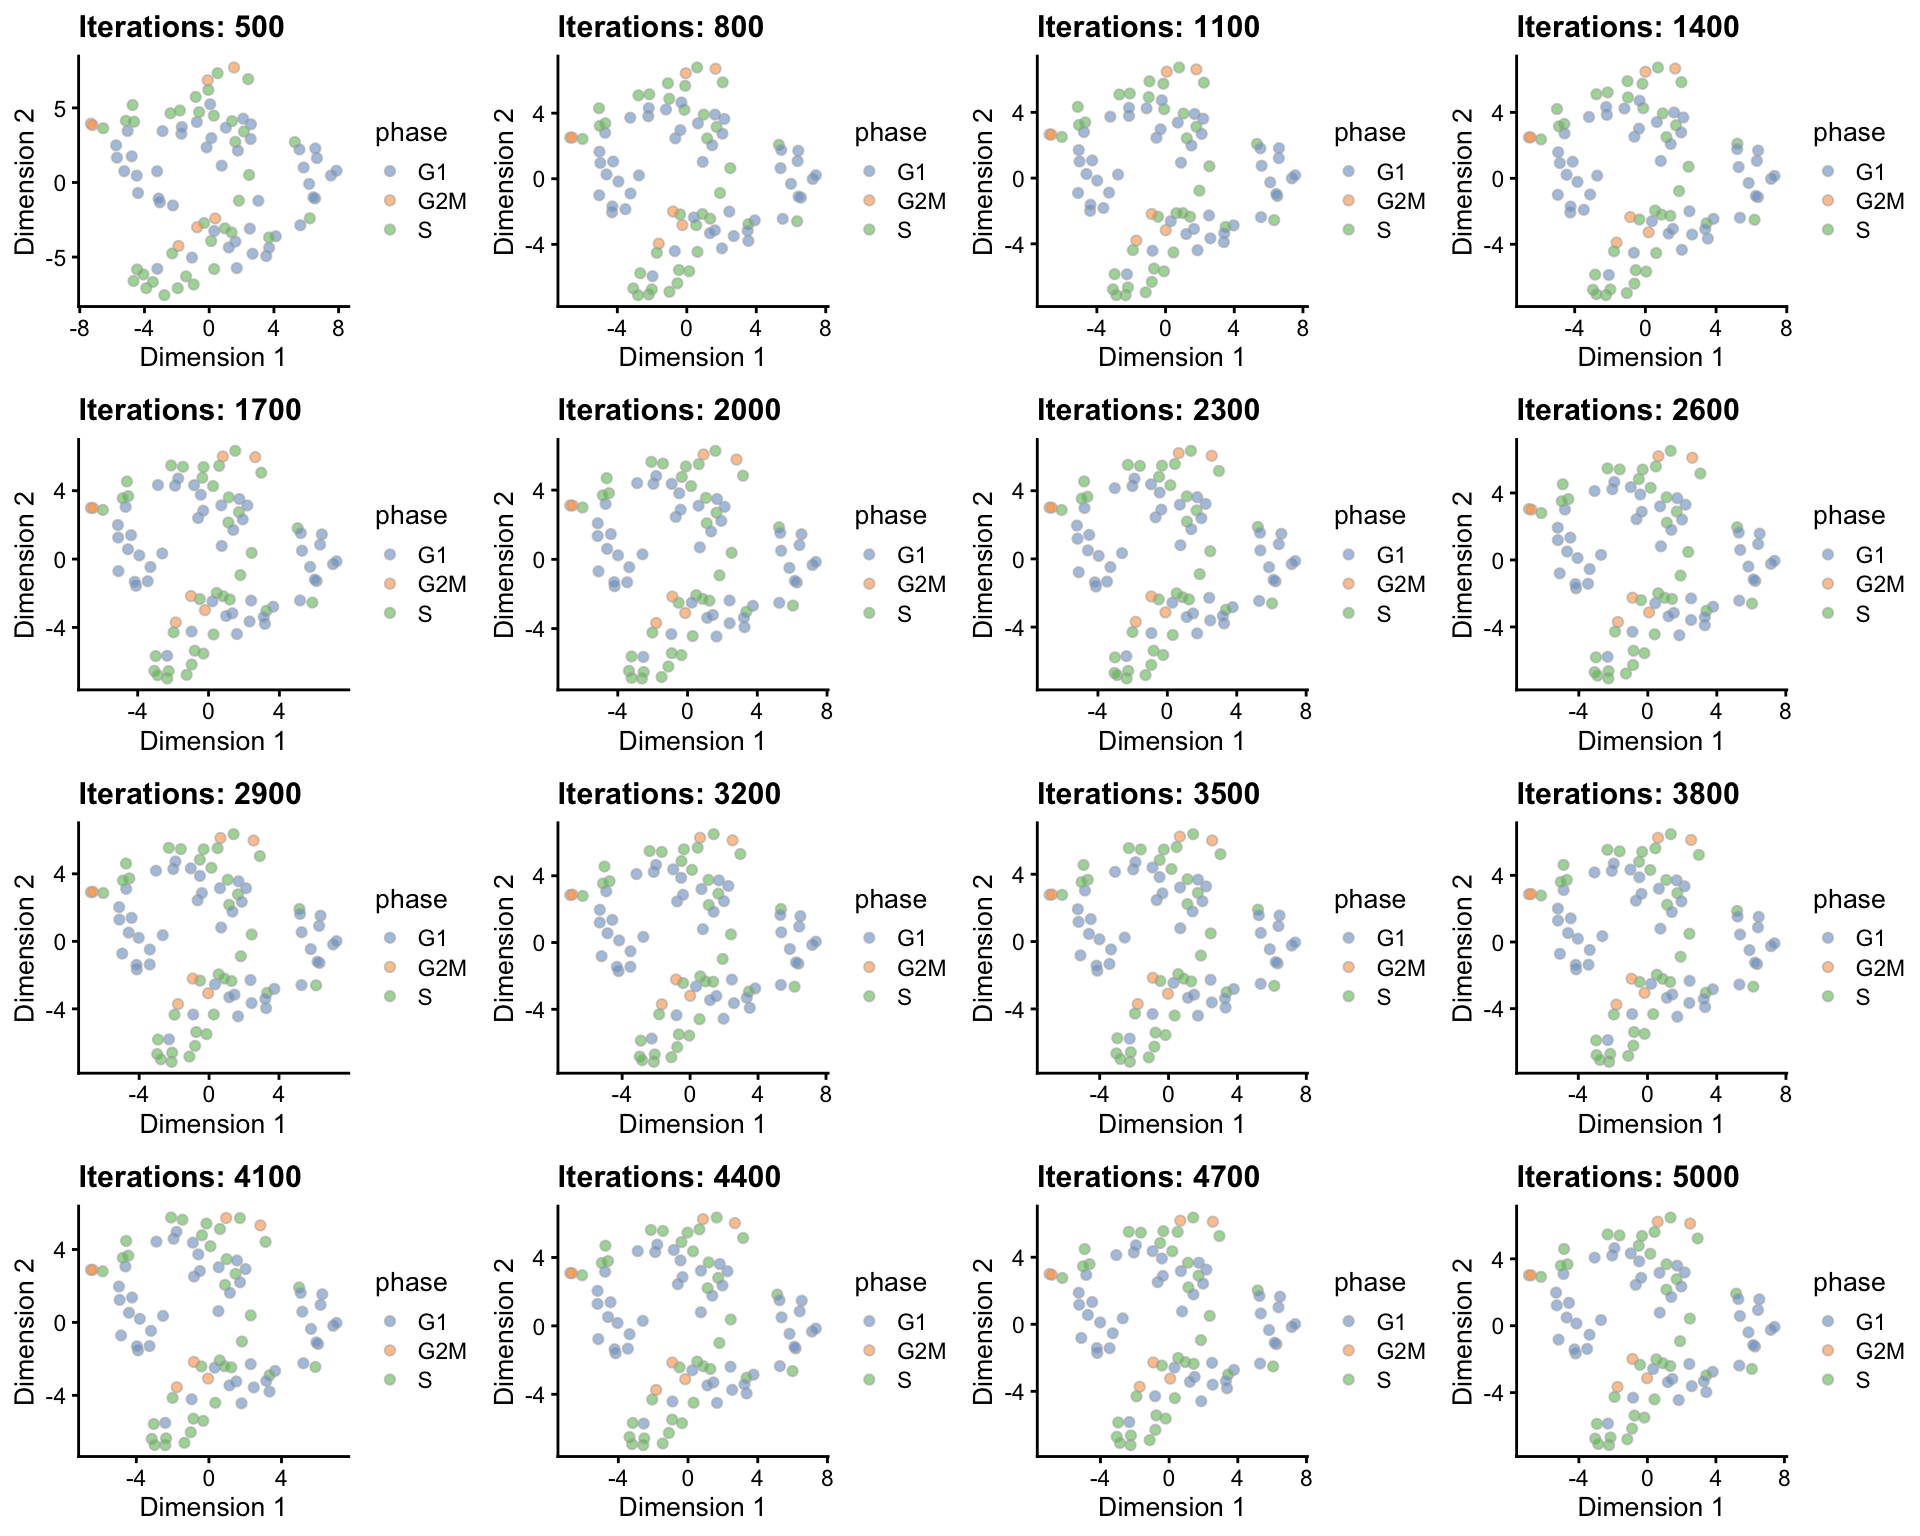 Iterations: 500
5
0
-5
-8 -4 0 4 8
Dimension 1
Dimension 2
phase
G1
G2M
S
Iterations: 800
4
0
-4
-4 0 4 8
Dimension 1
Dimension 2
phase
G1
G2M
S
Iterations: 1100
4
0
-4
-4 0 4 8
Dimension 1
Dimension 2
phase
G1
G2M
S
Iterations: 1400
4
0
-4
-4 0 4 8
Dimension 1
Dimension 2
phase
G1
G2M
S
Iterations: 1700
4
0
-4
-4 0 4
Dimension 1
Dimension 2
phase
G1
G2M
S
Iterations: 2000
4
0
-4
-4 0 4 8
Dimension 1
Dimension 2
phase
G1
G2M
S
Iterations: 2300
4
0
-4
-4 0 4 8
Dimension 1
Dimension 2
phase
G1
G2M
S
Iterations: 2600
4
0
-4
-4 0 4 8
Dimension 1
Dimension 2
phase
G1
G2M
S
Iterations: 2900
4
0
-4
-4 0 4
Dimension 1
Dimension 2
phase
G1
G2M
S
Iterations: 3200
4
0
-4
-4 0 4 8
Dimension 1
Dimension 2
phase
G1
G2M
S
Iterations: 3500
4
0
-4
-4 0 4 8
Dimension 1
Dimension 2
phase
G1
G2M
S
Iterations: 3800
4
0
-4
-4 0 4 8
Dimension 1
Dimension 2
phase
G1
G2M
S
Iterations: 4100
4
0
-4
-4 0 4
Dimension 1
Dimension 2
phase
G1
G2M
S
Iterations: 4400
4
0
-4
-4 0 4 8
Dimension 1
Dimension 2
phase
G1
G2M
S
Iterations: 4700
4
0
-4
-4 0 4 8
Dimension 1
Dimension 2
phase
G1
G2M
S
Iterations: 5000
4
0
-4
-4 0 4 8
Dimension 1
Dimension 2
phase
G1
G2M
S